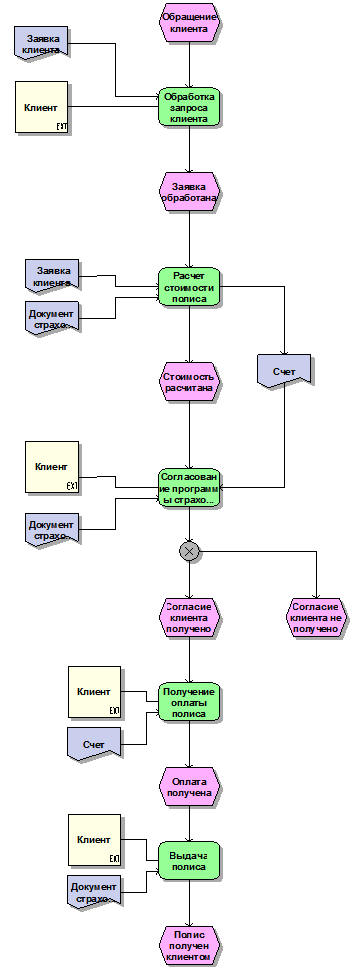 Обращение
клиента
Заявка
клиента
Клиент
EXT
Обработка
запроса
клиента
Заявка
обработана
Заявка
клиента
Документ
страхо..
Расчет
стоимости
полиса
Счет
Стоимость
расчитана
Клиент
EXT
Документ
страхо..
Согласован
ие программ
ы страхо...
Согласие
клиента
получено
Согласие
клиента не
получено
Клиент
EXT
Счет
Получение
оплаты
полиса
Оплата
получена
Клиент
EXT
Документ
страхо..
Выдача
полиса
Полис
получен
клиентом